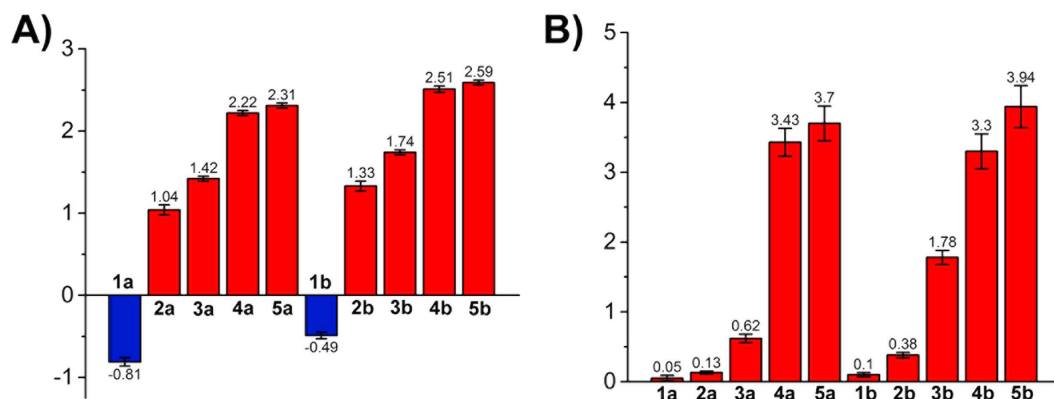 A)
3
2
1
0
-1
1a
-0.81
1.04
2a
1.42
3a
2.22
4a
2.31
5a
1b
-0.49
1.33
2b
1.74
3b
2.51
4b
2.59
5b
B)
5
4
3
2
1
0
0.05
0.13
0.62
3.43
3.7
0.1
0.38
1.78
3.3
3.94
1a 2a 3a 4a 5a 1b 2b 3b 4b 5b